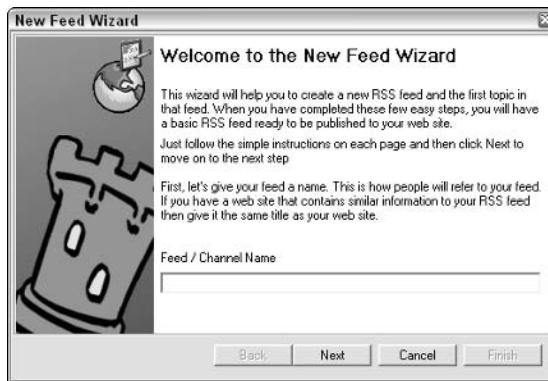 New Feed Wizard
Welcome to the New Feed Wizard
This wizard will help you to create a new RSS feed and the first topic in
that feed. When you have completed these few easy steps, you will have
a basic RSS feed ready to be published to your web site.
Just follow the simple instructions on each page and then click Next to
move on to the next step
First, let's give your feed a name. This is how people will refer to your feed.
If you have a web site that contains similar information to your RSS feed
then give it the same title as your web site.
Feed / Channel Name
Back
Next
Cancel
Finish